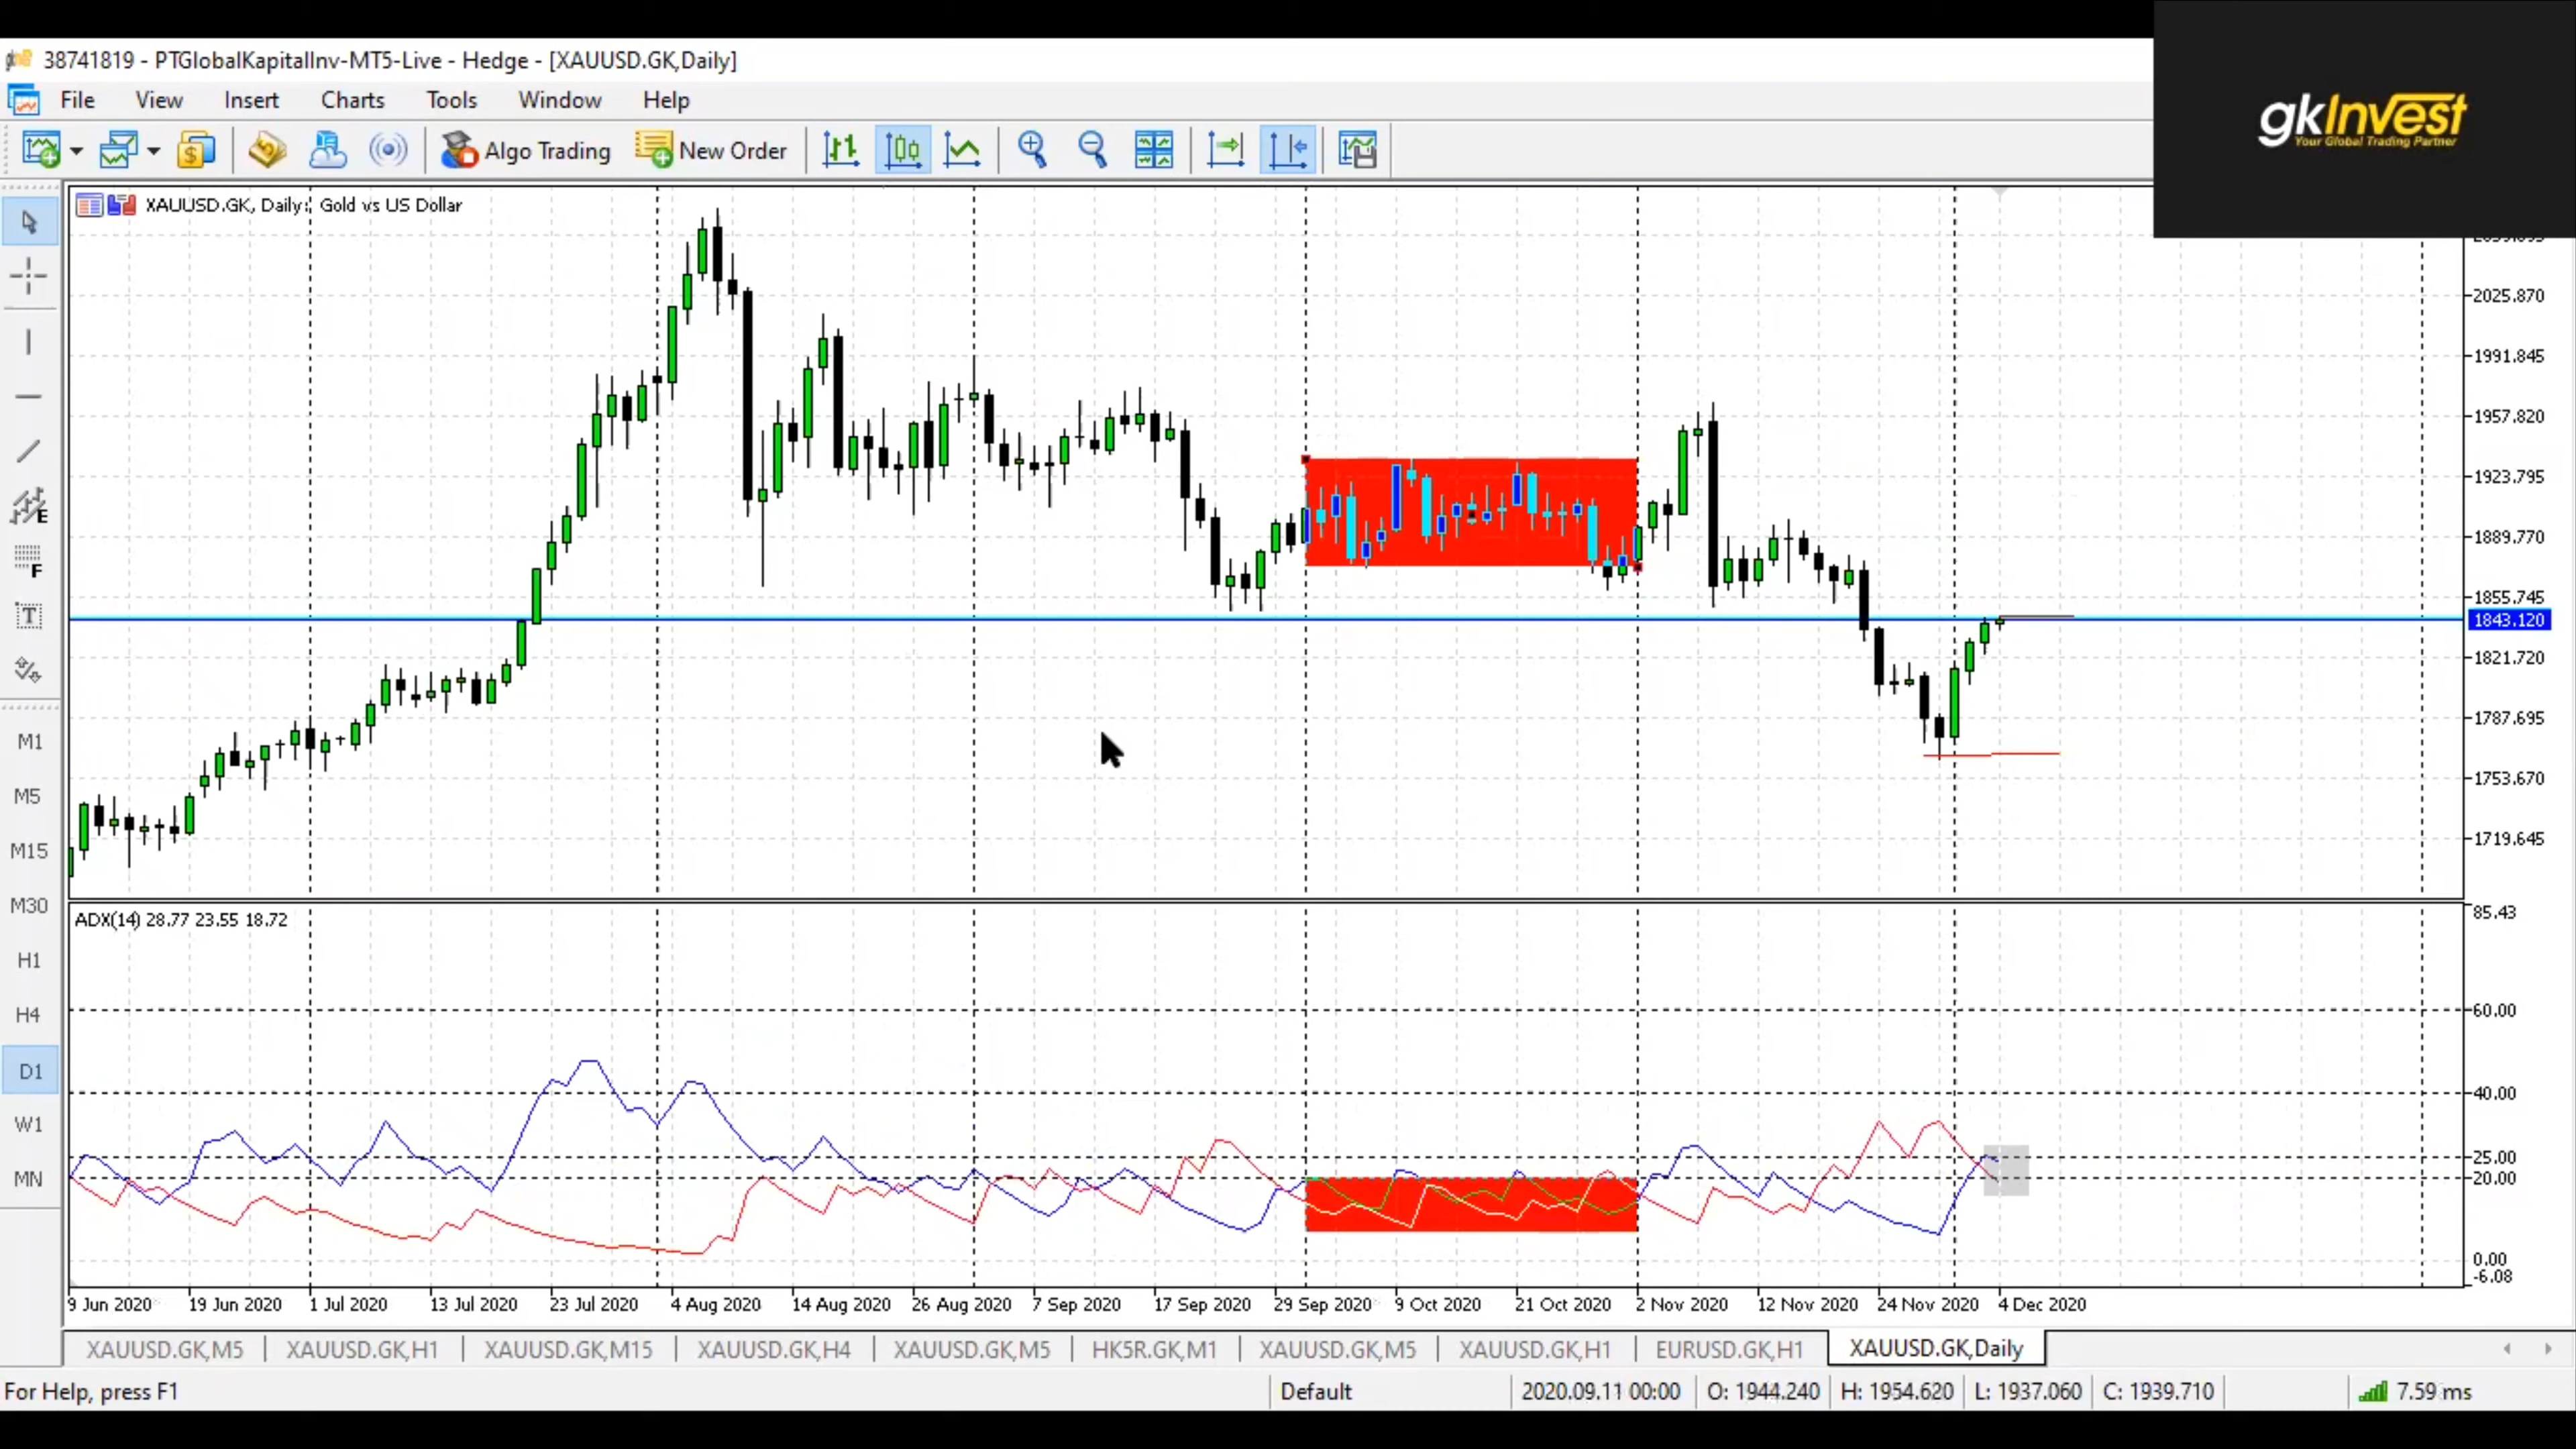 38741819 - PTGlobalKapitalInv-MT5-Live - Hedge - [XAUUSD.GK,Daily]
gkInvest
Your Global Trading Partner
File View Insert Charts Tools Window Help
Algo Trading New Order
XAUUSD.GK, Daily: Gold vs US Dollar
2025.870
1991.845
1957.820
1923.795
1889.770
1855.745
1843.120
1821.720
1787.695
1753.670
1719.645
E
F
T
M1
M5
M15
M30
H1
H4
D1
W1
MN
ADX(14) 28.77 23.55 18.72
85.43
60.00
40.00
25.00
20.00
0.00
-6.08
9 Jun 2020 19 Jun 2020 1 Jul 2020 13 Jul 2020 23 Jul 2020 4 Aug 2020 14 Aug 2020 26 Aug 2020 7 Sep 2020 17 Sep 2020 29 Sep 2020 9 Oct 2020 21 Oct 2020 2 Nov 2020 12 Nov 2020 24 Nov 2020 4 Dec 2020
XAUUSD.GK,M5 XAUUSD.GK,H1 XAUUSD.GK,M15 XAUUSD.GK,H4 XAUUSD.GK,M5 HK5R.GK,M1 XAUUSD.GK,M5 XAUUSD.GK,H1 EURUSD.GK,H1 XAUUSD.GK,Daily
For Help, press F1 Default 2020.09.11 00:00 O: 1944.240 H: 1954.620 L: 1937.060 C: 1939.710 7.59 ms